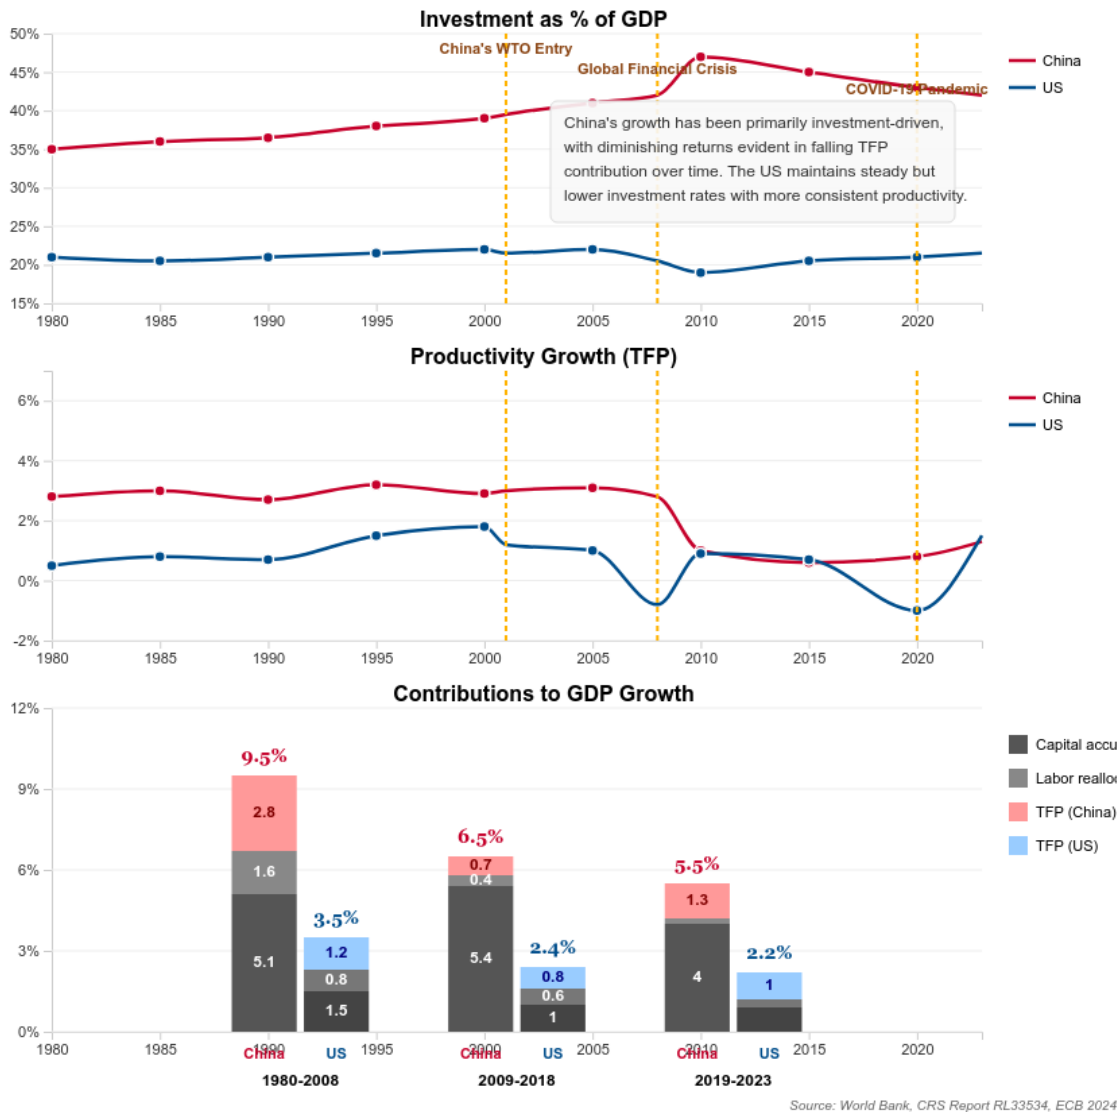 Investment as % of GDP
50%
China's WTO Entry
Global Financial Crisis
COVID-19 Pandemic
China
US
45%
40%
35%
30%
25%
20%
15%
China's growth has been primarily investment-driven,
with diminishing returns evident in falling TFP
contribution over time. The US maintains steady but
lower investment rates with more consistent productivity.
1980 1985 1990 1995 2000 2005 2010 2015 2020
Productivity Growth (TFP)
China
US
6%
4%
2%
0%
-2%
1980 1985 1990 1995 2000 2005 2010 2015 2020
Contributions to GDP Growth
12%
9%
6%
3%
0%
Capital accu
Labor reallo
TFP (China)
TFP (US)
9.5%
2.8
1.6
5.1
3.5%
1.2
0.8
1.5
6.5%
0.7
0.4
5.4
2.4%
0.8
0.6
1
5.5%
1.3
4
2.2%
1
1980 1985 1990 1995 2000 2005 2010 2015 2020
China US China US China US
1980-2008 2009-2018 2019-2023
Source: World Bank, CRS Report RL33534, ECB 2024